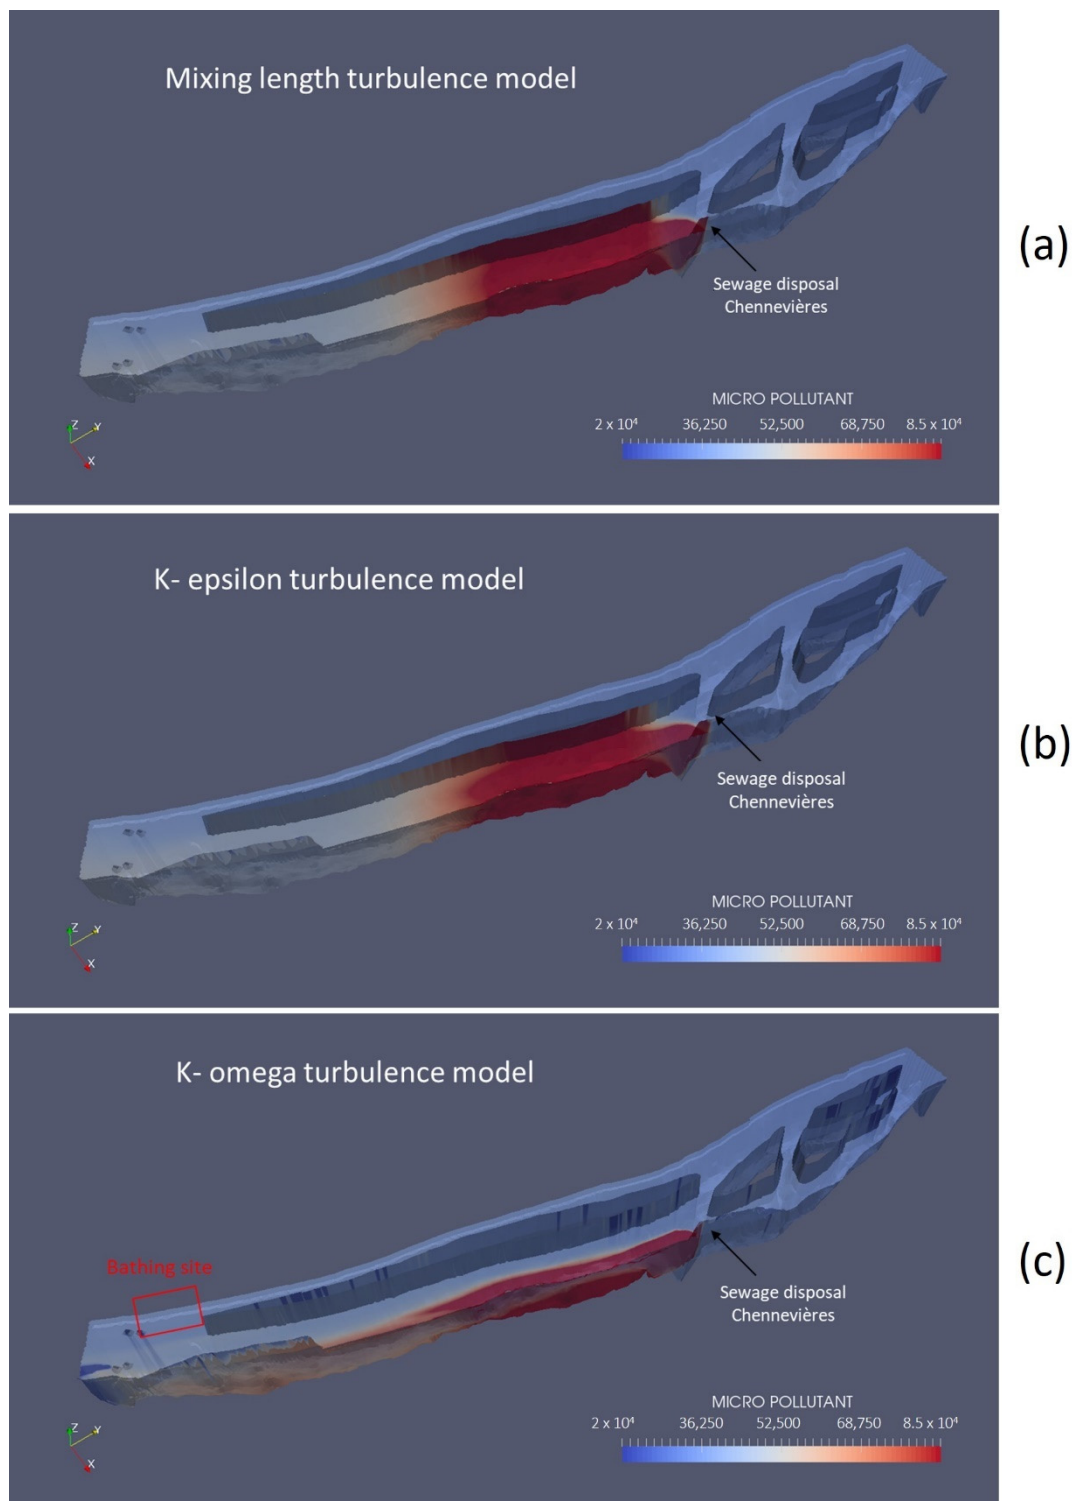 Mixing length turbulence model
(a)
Sewage disposal
Chennevières
MICRO POLLUTANT
2 x 10⁴ 36,250 52,500 68,750 8.5 x 10⁴
Z
Y
X
K- epsilon turbulence model
(b)
Sewage disposal
Chennevières
MICRO POLLUTANT
2 x 10⁴ 36,250 52,500 68,750 8.5 x 10⁴
Z
Y
X
K- omega turbulence model
(c)
Bathing site
Sewage disposal
Chennevières
MICRO POLLUTANT
2 x 10⁴ 36,250 52,500 68,750 8.5 x 10⁴
Z
Y
X